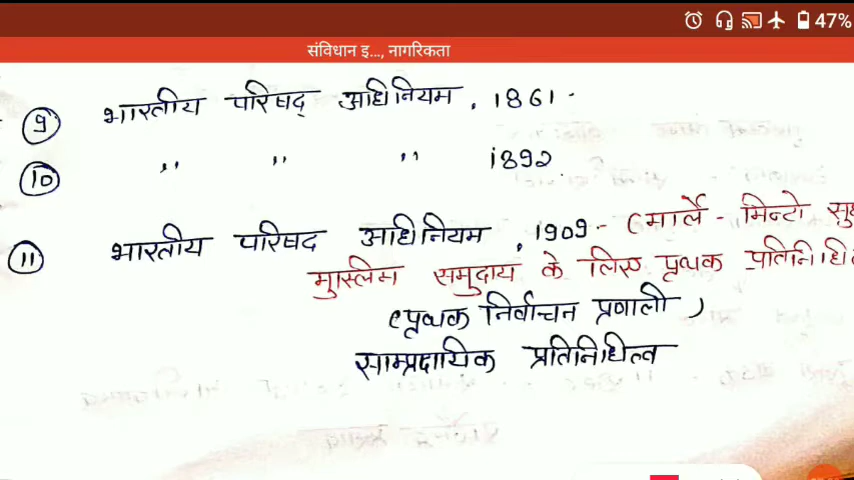 47%
संविधान इ..., नागरिकता
9 भारतीय परिषद् अधिनियम, 1861-
10 " " " 1892
11 भारतीय परिषद अधिनियम, 1909- (मार्ले-मिन्टो
मुस्लिम समुदाय के लिए पृथक
(पृथक निर्वाचन प्रणाली)
साम्प्रदायिक प्रतिनिधित्व